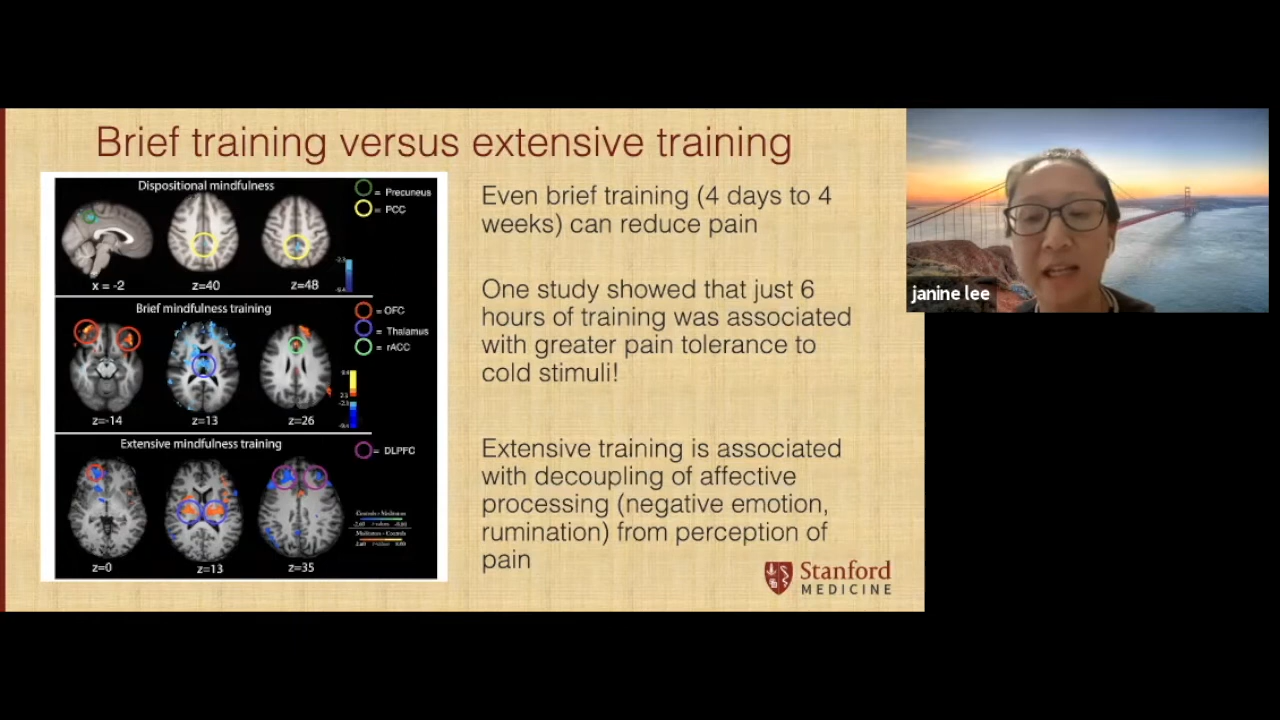 Brief training versus extensive training
Dispositional mindfulness
= Precuneus
= PCC
x = -2
z=40
z=48
Brief mindfulness training
= OFC
= Thalamus
= rACC
z=-14
z=13
z=26
Extensive mindfulness training
= DLPFC
Controls - Meditators
Meditators - Controls
z=0
z=13
z=35
Even brief training (4 days to 4
weeks) can reduce pain
One study showed that just 6
hours of training was associated
with greater pain tolerance to
cold stimuli!
Extensive training is associated
with decoupling of affective
processing (negative emotion,
rumination) from perception of
pain
Stanford
MEDICINE
janine lee